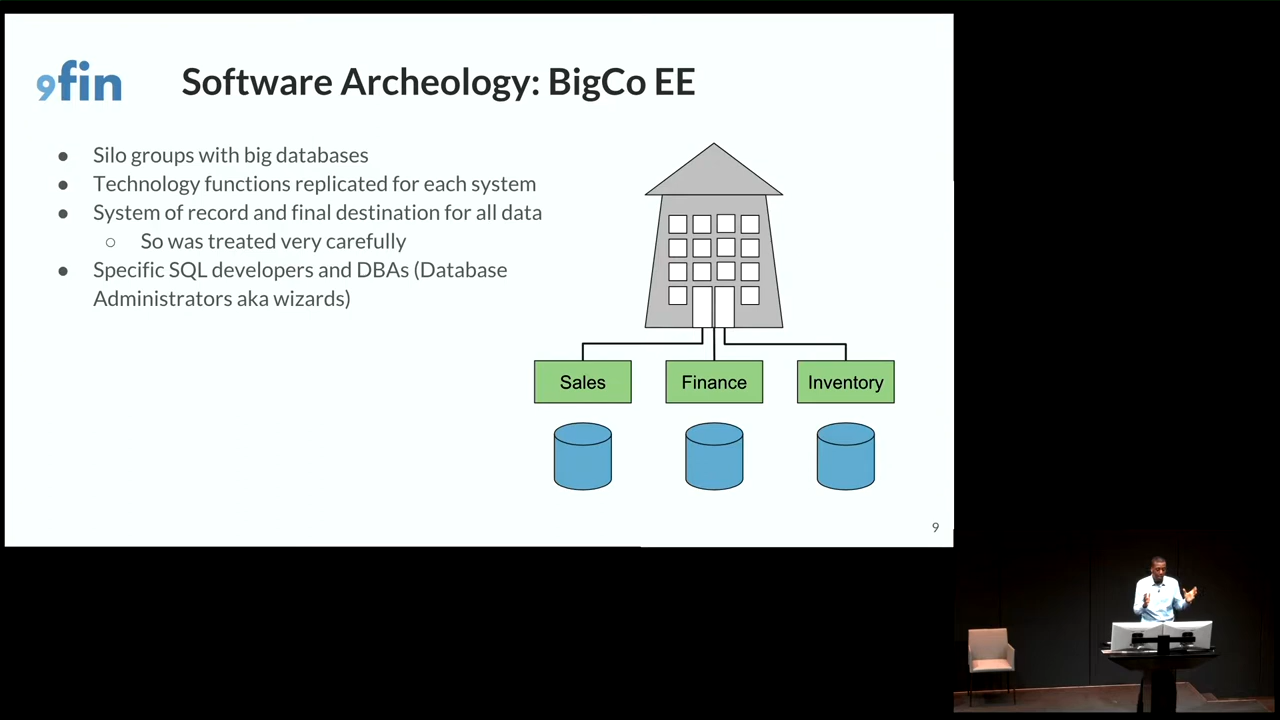 9fin
Software Archeology: BigCo EE
● Silo groups with big databases
● Technology functions replicated for each system
● System of record and final destination for all data
○ So was treated very carefully
● Specific SQL developers and DBAs (Database
Administrators aka wizards)
Sales
Finance
Inventory
9